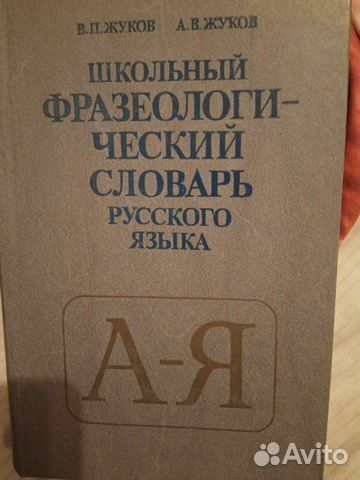 В.П.ЖУКОВ А.В.ЖУКОВ
ШКОЛЬНЫЙ
ФРАЗЕОЛОГИ-
ЧЕСКИЙ
СЛОВАРЬ
РУССКОГО
ЯЗЫКА
А-Я
Avito